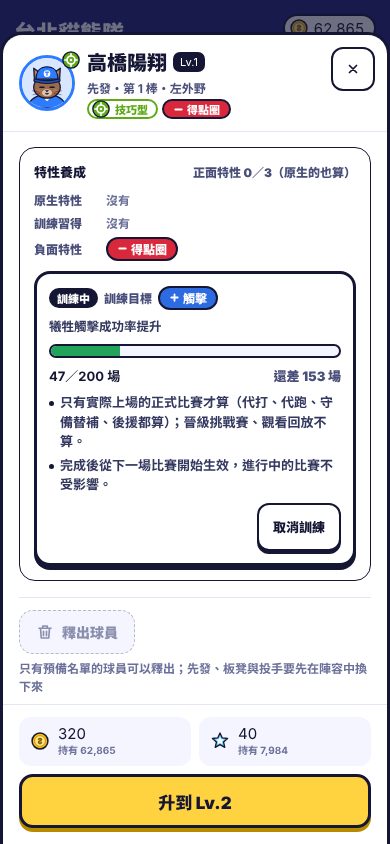 台北獵熊隊
62,865
高橋陽翔 Lv.1
×
先發・第 1 棒・左外野
技巧型 − 得點圈
特性養成 正面特性 0／3（原生的也算）
原生特性 沒有
訓練習得 沒有
負面特性 − 得點圈
訓練中 訓練目標 + 觸擊
犧牲觸擊成功率提升
47／200 場 還差 153 場
• 只有實際上場的正式比賽才算（代打、代跑、守
備替補、後援都算）；晉級挑戰賽、觀看回放不
算。
• 完成後從下一場比賽開始生效，進行中的比賽不
受影響。
取消訓練
釋出球員
只有預備名單的球員可以釋出；先發、板凳與投手要先在陣容中換
下來
320
持有 62,865
40
持有 7,984
升到 Lv.2